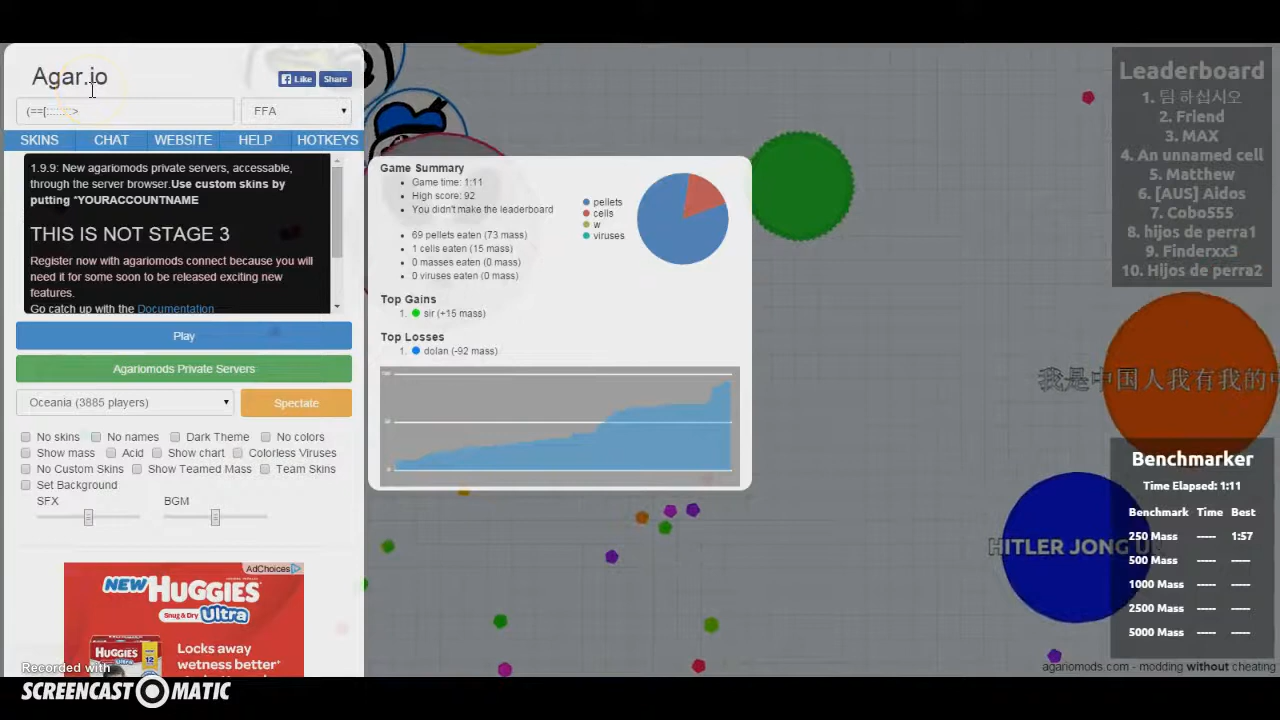 Agar.io
Like Share
(==[::::::::>
FFA
SKINS CHAT WEBSITE HELP HOTKEYS
1.9.9: New agariomods private servers, accessable,
through the server browser.Use custom skins by
putting *YOURACCOUNTNAME
THIS IS NOT STAGE 3
Register now with agariomods connect because you will
need it for some soon to be released exciting new
features.
Go catch up with the Documentation
Play
Agariomods Private Servers
Oceania (3885 players)
Spectate
No skins No names Dark Theme No colors
Show mass Acid Show chart Colorless Viruses
No Custom Skins Show Teamed Mass Team Skins
Set Background
SFX BGM
AdChoices
NEW HUGGIES
Snug & Dry Ultra
HUGGIES
Locks away
wetness better*
Recorded with
SCREENCAST MATIC
Game Summary
Game time: 1:11
High score: 92
You didn't make the leaderboard
69 pellets eaten (73 mass)
1 cells eaten (15 mass)
0 masses eaten (0 mass)
0 viruses eaten (0 mass)
pellets
cells
w
viruses
Top Gains
1. sir (+15 mass)
Top Losses
1. dolan (-92 mass)
Leaderboard
1. 팀 하십시오
2. Friend
3. MAX
4. An unnamed cell
5. Matthew
6. [AUS] Aidos
7. Cobo555
8. hijos de perra1
9. Finderxx3
10. Hijos de perra2
我是中国人我有我的
HITLER JONG U
Benchmarker
Time Elapsed: 1:11
Benchmark Time Best
250 Mass ----- 1:57
500 Mass ----- -----
1000 Mass ----- -----
2500 Mass ----- -----
5000 Mass ----- -----
agariomods.com - modding without cheating